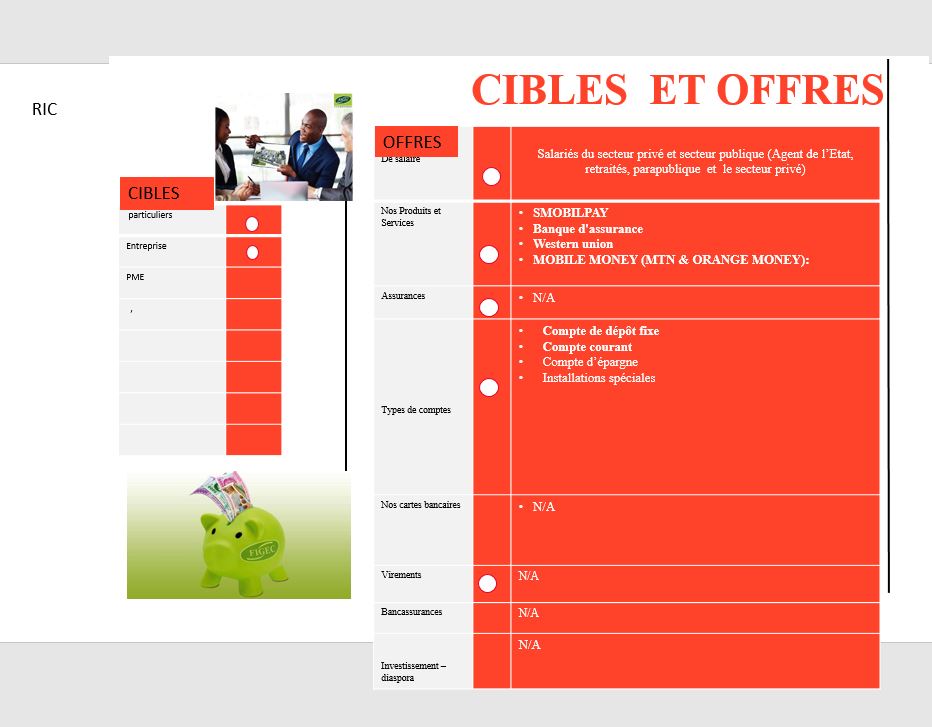 CIBLES ET OFFRES
RIC
CIBLES
particuliers
Entreprise
PME
,
FIGEC
OFFRES
De salaire
Salariés du secteur privé et secteur publique (Agent de l’Etat,
retraités, parapublique et le secteur privé)
Nos Produits et
Services
• SMOBILPAY
• Banque d'assurance
• Western union
• MOBILE MONEY (MTN & ORANGE MONEY):
Assurances
• N/A
Types de comptes
• Compte de dépôt fixe
• Compte courant
• Compte d’épargne
• Installations spéciales
Nos cartes bancaires
• N/A
Virements
N/A
Bancassurances
N/A
Investissement –
diaspora
N/A